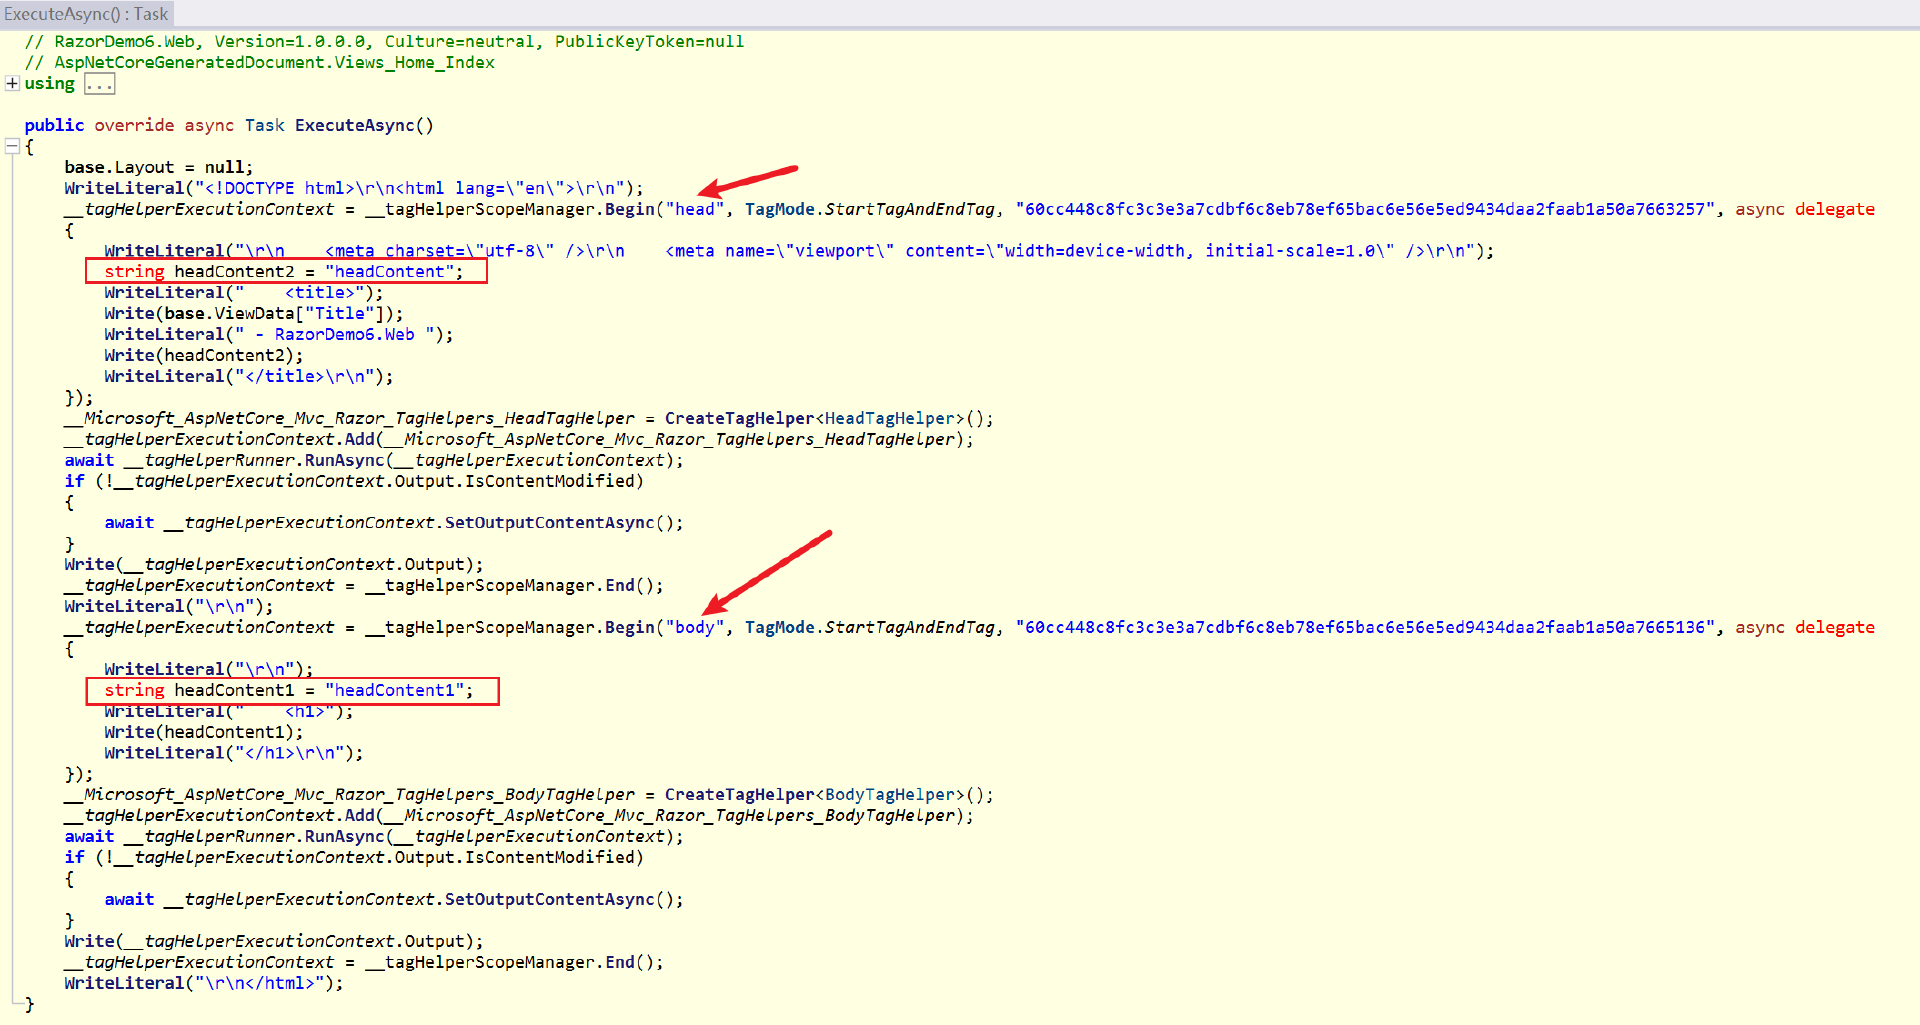 ExecuteAsync() : Task
// RazorDemo6.Web, Version=1.0.0.0, Culture=neutral, PublicKeyToken=null
// AspNetCoreGeneratedDocument.Views_Home_Index
using ...
public override async Task ExecuteAsync()
{
    base.Layout = null;
    WriteLiteral("<!DOCTYPE html>\r\n<html lang=\"en\">\r\n");
    __tagHelperExecutionContext = __tagHelperScopeManager.Begin("head", TagMode.StartTagAndEndTag, "60cc448c8fc3c3e3a7cdbf6c8eb78ef65bac6e56e5ed9434daa2faab1a50a7663257", async delegate
    {
        WriteLiteral("\r\n    <meta charset=\"utf-8\" />\r\n    <meta name=\"viewport\" content=\"width=device-width, initial-scale=1.0\" />\r\n");
        string headContent2 = "headContent";
        WriteLiteral("    <title>");
        Write(base.ViewData["Title"]);
        WriteLiteral(" - RazorDemo6.Web ");
        Write(headContent2);
        WriteLiteral("</title>\r\n");
    });
    __Microsoft_AspNetCore_Mvc_Razor_TagHelpers_HeadTagHelper = CreateTagHelper<HeadTagHelper>();
    __tagHelperExecutionContext.Add(__Microsoft_AspNetCore_Mvc_Razor_TagHelpers_HeadTagHelper);
    await __tagHelperRunner.RunAsync(__tagHelperExecutionContext);
    if (!__tagHelperExecutionContext.Output.IsContentModified)
    {
        await __tagHelperExecutionContext.SetOutputContentAsync();
    }
    Write(__tagHelperExecutionContext.Output);
    __tagHelperExecutionContext = __tagHelperScopeManager.End();
    WriteLiteral("\r\n");
    __tagHelperExecutionContext = __tagHelperScopeManager.Begin("body", TagMode.StartTagAndEndTag, "60cc448c8fc3c3e3a7cdbf6c8eb78ef65bac6e56e5ed9434daa2faab1a50a7665136", async delegate
    {
        WriteLiteral("\r\n");
        string headContent1 = "headContent1";
        WriteLiteral("    <h1>");
        Write(headContent1);
        WriteLiteral("</h1>\r\n");
    });
    __Microsoft_AspNetCore_Mvc_Razor_TagHelpers_BodyTagHelper = CreateTagHelper<BodyTagHelper>();
    __tagHelperExecutionContext.Add(__Microsoft_AspNetCore_Mvc_Razor_TagHelpers_BodyTagHelper);
    await __tagHelperRunner.RunAsync(__tagHelperExecutionContext);
    if (!__tagHelperExecutionContext.Output.IsContentModified)
    {
        await __tagHelperExecutionContext.SetOutputContentAsync();
    }
    Write(__tagHelperExecutionContext.Output);
    __tagHelperExecutionContext = __tagHelperScopeManager.End();
    WriteLiteral("\r\n</html>");
}